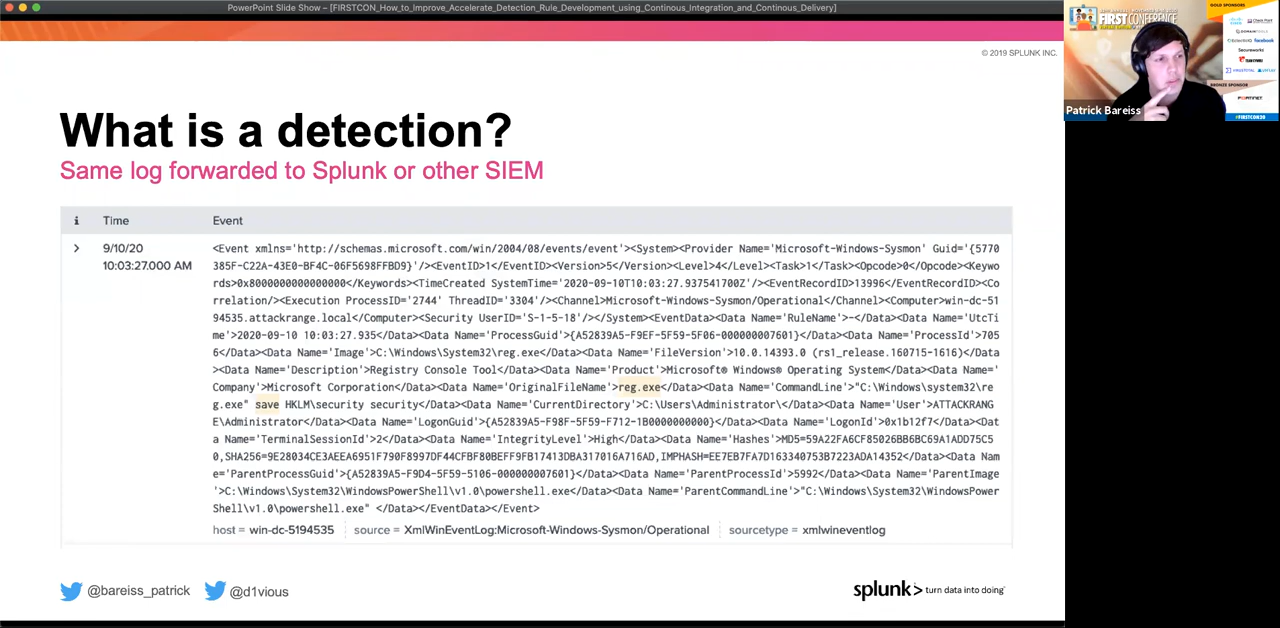 PowerPoint Slide Show – [FIRSTCON_How_to_Improve_Accelerate_Detection_Rule_Development_using_Continous_Integration_and_Continous_Delivery]
© 2019 SPLUNK INC.
What is a detection?
Same log forwarded to Splunk or other SIEM
i Time Event
> 9/10/20
10:03:27.000 AM
<Event xmlns='http://schemas.microsoft.com/win/2004/08/events/event'><System><Provider Name='Microsoft-Windows-Sysmon' Guid='{5770
385F-C22A-43E0-BF4C-06F5698FFBD9}'/><EventID>1</EventID><Version>5</Version><Level>4</Level><Task>1</Task><Opcode>0</Opcode><Keywo
rds>0x8000000000000000</Keywords><TimeCreated SystemTime='2020-09-10T10:03:27.937541700Z'/><EventRecordID>13996</EventRecordID><Co
rrelation/><Execution ProcessID='2744' ThreadID='3304'/><Channel>Microsoft-Windows-Sysmon/Operational</Channel><Computer>win-dc-51
94535.attackrange.local</Computer><Security UserID='S-1-5-18'/></System><EventData><Data Name='RuleName'>-</Data><Data Name='UtcTi
me'>2020-09-10 10:03:27.935</Data><Data Name='ProcessGuid'>{A52839A5-F9EF-5F59-5F06-000000007601}</Data><Data Name='ProcessId'>705
6</Data><Data Name='Image'>C:\Windows\System32\reg.exe</Data><Data Name='FileVersion'>10.0.14393.0 (rs1_release.160715-1616)</Data
><Data Name='Description'>Registry Console Tool</Data><Data Name='Product'>Microsoft® Windows® Operating System</Data><Data Name='
Company'>Microsoft Corporation</Data><Data Name='OriginalFileName'>reg.exe</Data><Data Name='CommandLine'>"C:\Windows\system32\re
g.exe" save HKLM\security security</Data><Data Name='CurrentDirectory'>C:\Users\Administrator\</Data><Data Name='User'>ATTACKRANG
E\Administrator</Data><Data Name='LogonGuid'>{A52839A5-F98F-5F59-F712-1B0000000000}</Data><Data Name='LogonId'>0x1b12f7</Data><Dat
a Name='TerminalSessionId'>2</Data><Data Name='IntegrityLevel'>High</Data><Data Name='Hashes'>MD5=59A22FA6CF85026BB6BC69A1ADD75C5
0,SHA256=9E28034CE3AEEA6951F790F8997DF44CFBF80BEFF9FB17413DBA317016A716AD,IMPHASH=EE7EB7FA7D163340753B7223ADA14352</Data><Data Nam
e='ParentProcessGuid'>{A52839A5-F9D4-5F59-5106-000000007601}</Data><Data Name='ParentProcessId'>5992</Data><Data Name='ParentImage
'>C:\Windows\System32\WindowsPowerShell\v1.0\powershell.exe</Data><Data Name='ParentCommandLine'>"C:\Windows\System32\WindowsPower
Shell\v1.0\powershell.exe" </Data></EventData></Event>
host = win-dc-5194535 source = XmlWinEventLog:Microsoft-Windows-Sysmon/Operational sourcetype = xmlwineventlog
@bareiss_patrick @d1vious
splunk> turn data into doing
FIRST CONFERENCE
GOLD SPONSORS
facebook
Secureworks
BRONZE SPONSOR
FORTINET
#FIRSTCON20
Patrick Bareiss